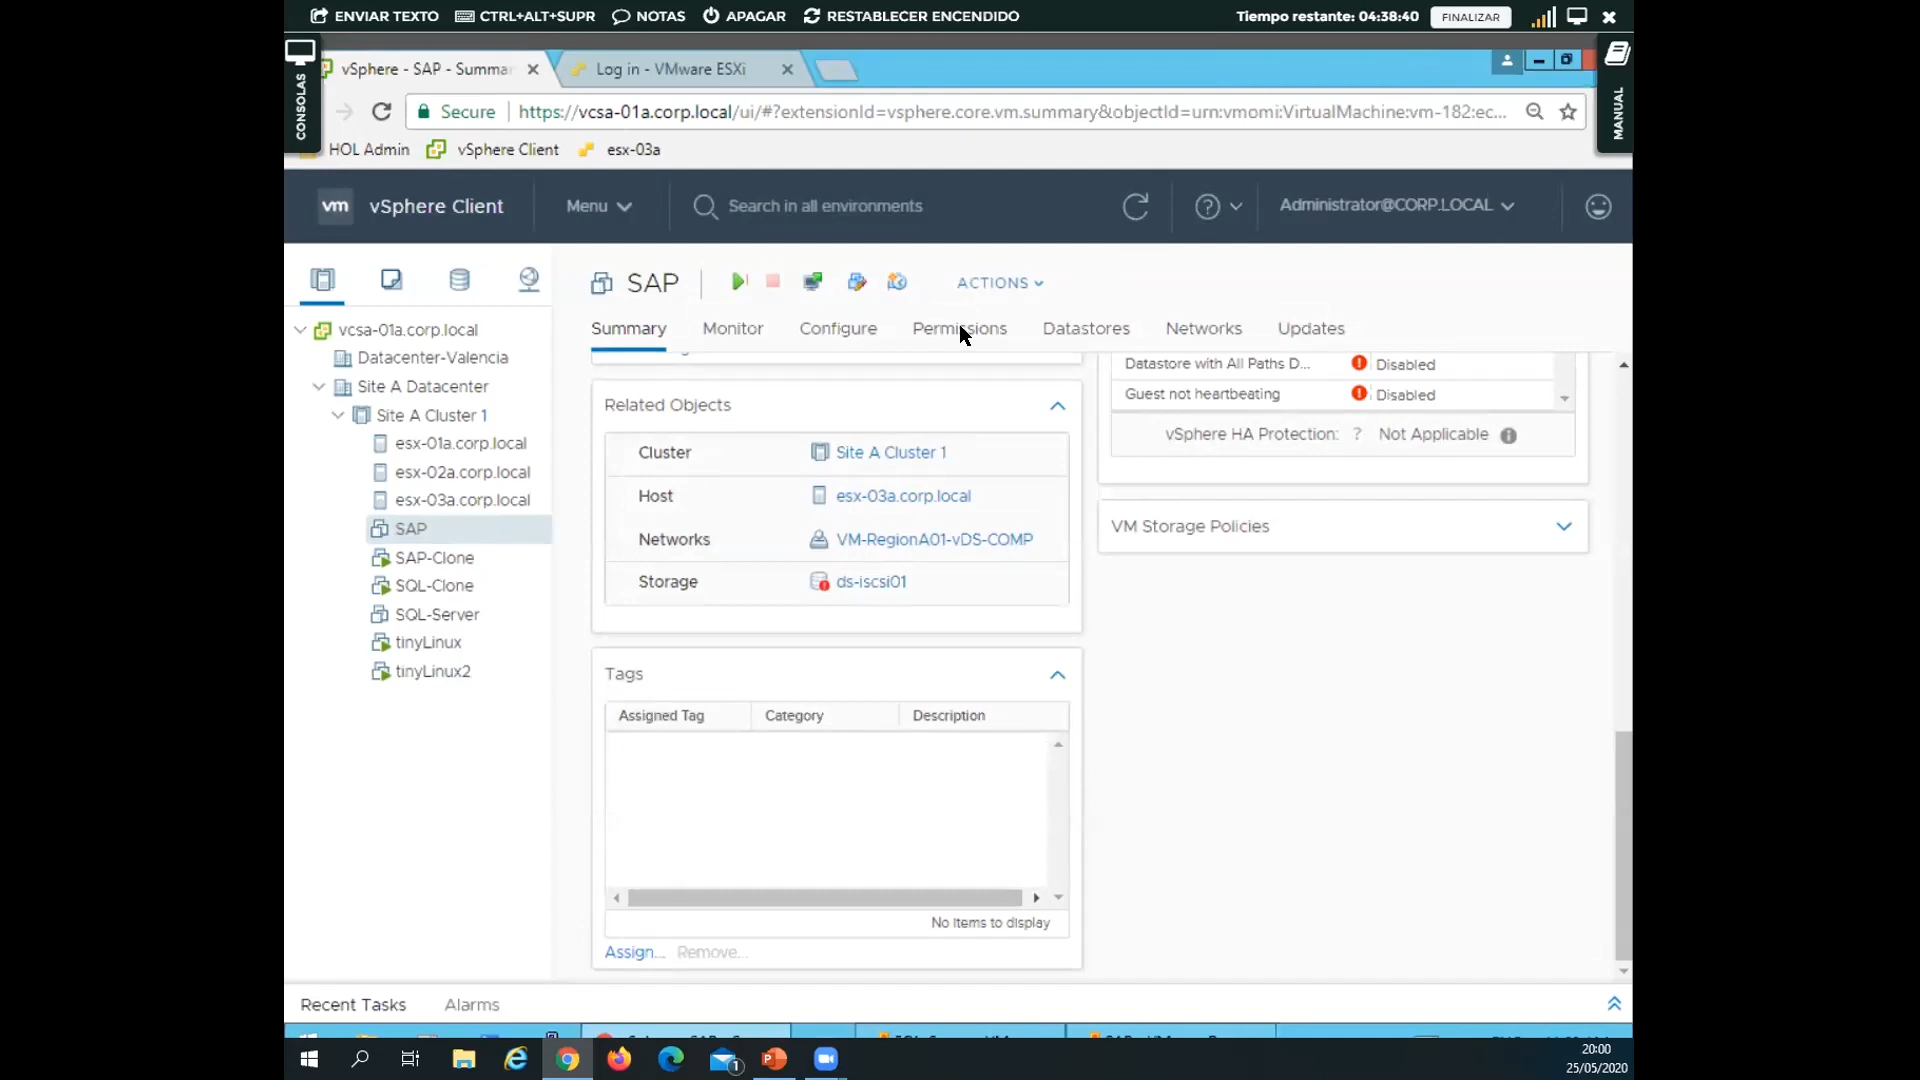 ENVIAR TEXTO CTRL+ALT+SUPR NOTAS APAGAR RESTABLECER ENCENDIDO Tiempo restante: 04:38:40 FINALIZAR
CONSOLAS
MANUAL
vSphere - SAP - Summa Log in - VMware ESXi
Secure https://vcsa-01a.corp.local/ui/#?extensionId=vsphere.core.vm.summary&objectId=urn:vmomi:VirtualMachine:vm-182:ec...
HOL Admin vSphere Client esx-03a
vm vSphere Client Menu Search in all environments ? Administrator@CORP.LOCAL
SAP ACTIONS
Summary Monitor Configure Permissions Datastores Networks Updates
vcsa-01a.corp.local
Datacenter-Valencia
Site A Datacenter
Site A Cluster 1
esx-01a.corp.local
esx-02a.corp.local
esx-03a.corp.local
SAP
SAP-Clone
SQL-Clone
SQL-Server
tinyLinux
tinyLinux2
Related Objects
Cluster Site A Cluster 1
Host esx-03a.corp.local
Networks VM-RegionA01-vDS-COMP
Storage ds-iscsi01
Tags
Assigned Tag Category Description
No items to display
Assign... Remove...
Datastore with All Paths D... Disabled
Guest not heartbeating Disabled
vSphere HA Protection: ? Not Applicable
VM Storage Policies
Recent Tasks Alarms
1
20:00
25/05/2020